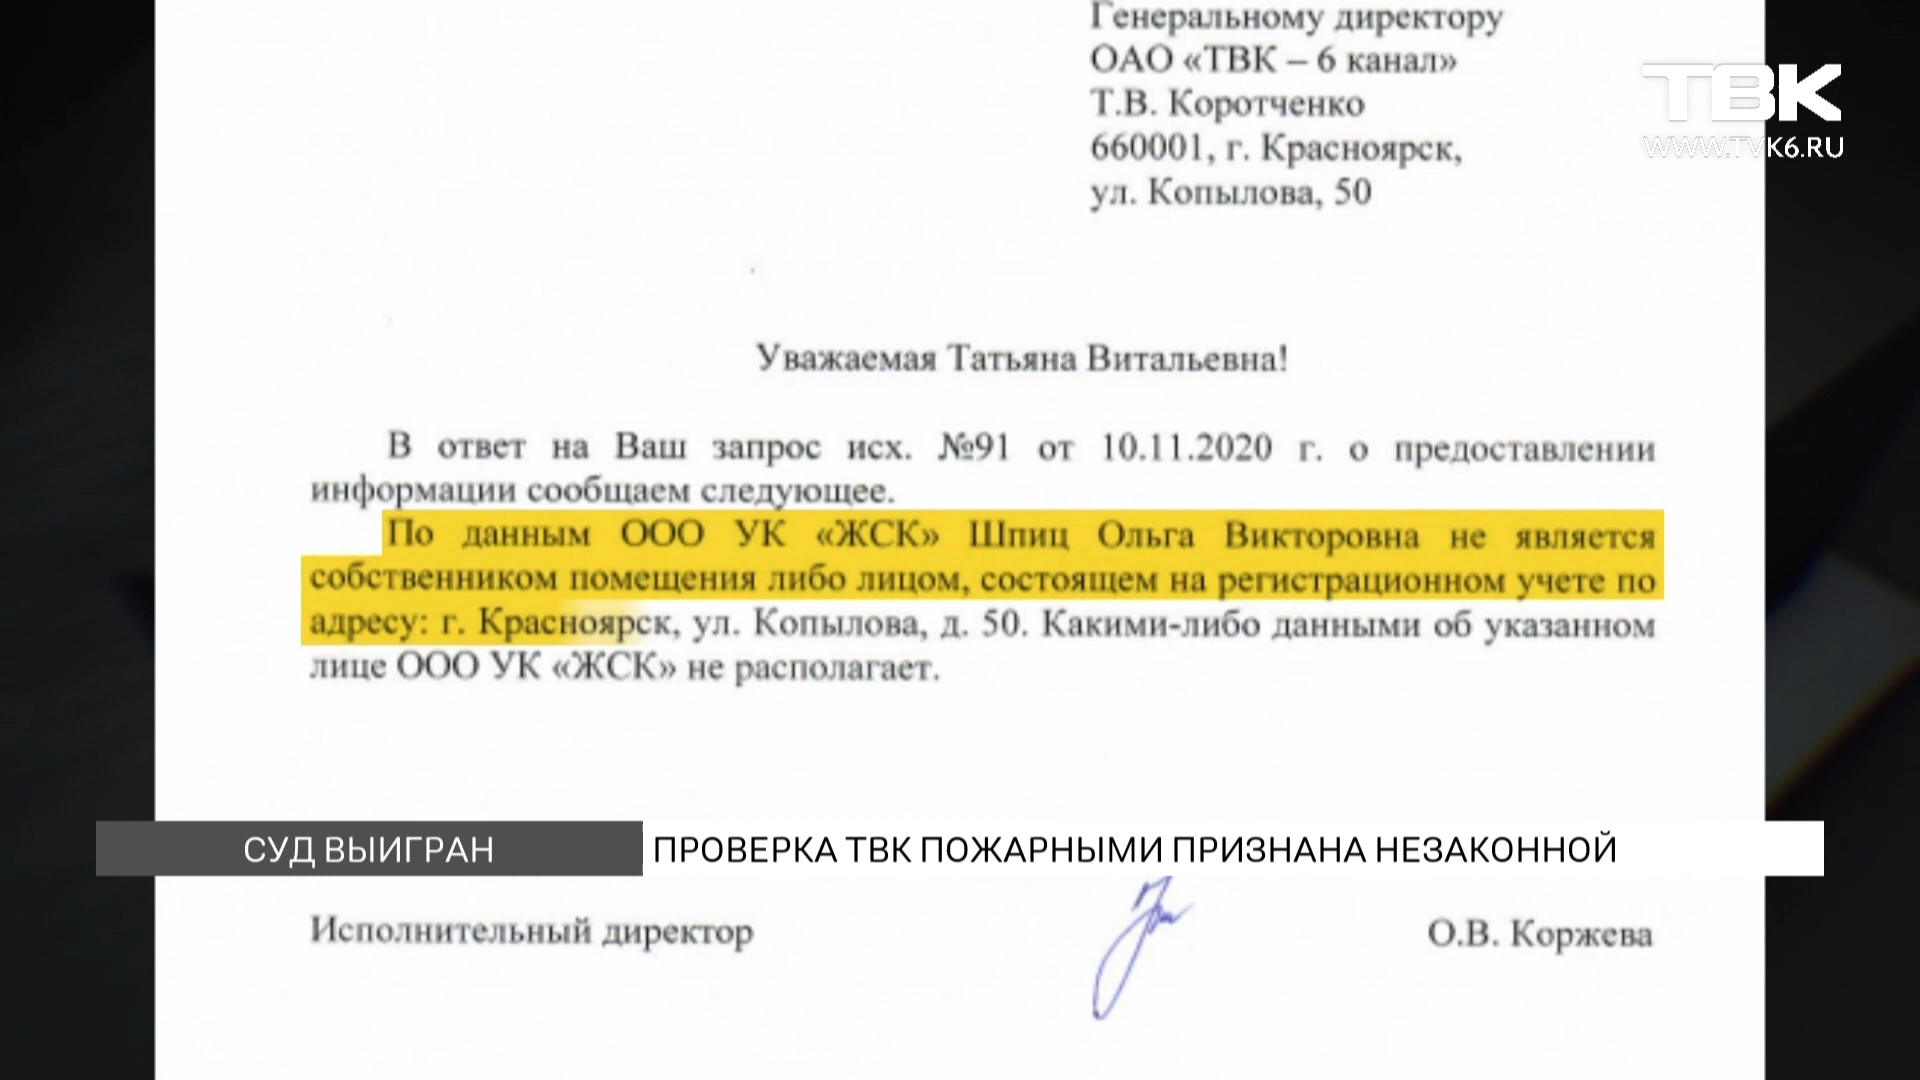 Генеральному директору
ОАО «ТВК – 6 канал»
Т.В. Коротченко
660001, г. Красноярск,
ул. Копылова, 50
ТВК
WWW.TVK6.RU
Уважаемая Татьяна Витальевна!
В ответ на Ваш запрос исх. №91 от 10.11.2020 г. о предоставлении
информации сообщаем следующее.
По данным ООО УК «ЖСК» Шпиц Ольга Викторовна не является
собственником помещения либо лицом, состоящем на регистрационном учете по
адресу: г. Красноярск, ул. Копылова, д. 50. Какими-либо данными об указанном
лице ООО УК «ЖСК» не располагает.
СУД ВЫИГРАН
ПРОВЕРКА ТВК ПОЖАРНЫМИ ПРИЗНАНА НЕЗАКОННОЙ
Исполнительный директор
О.В. Коржева